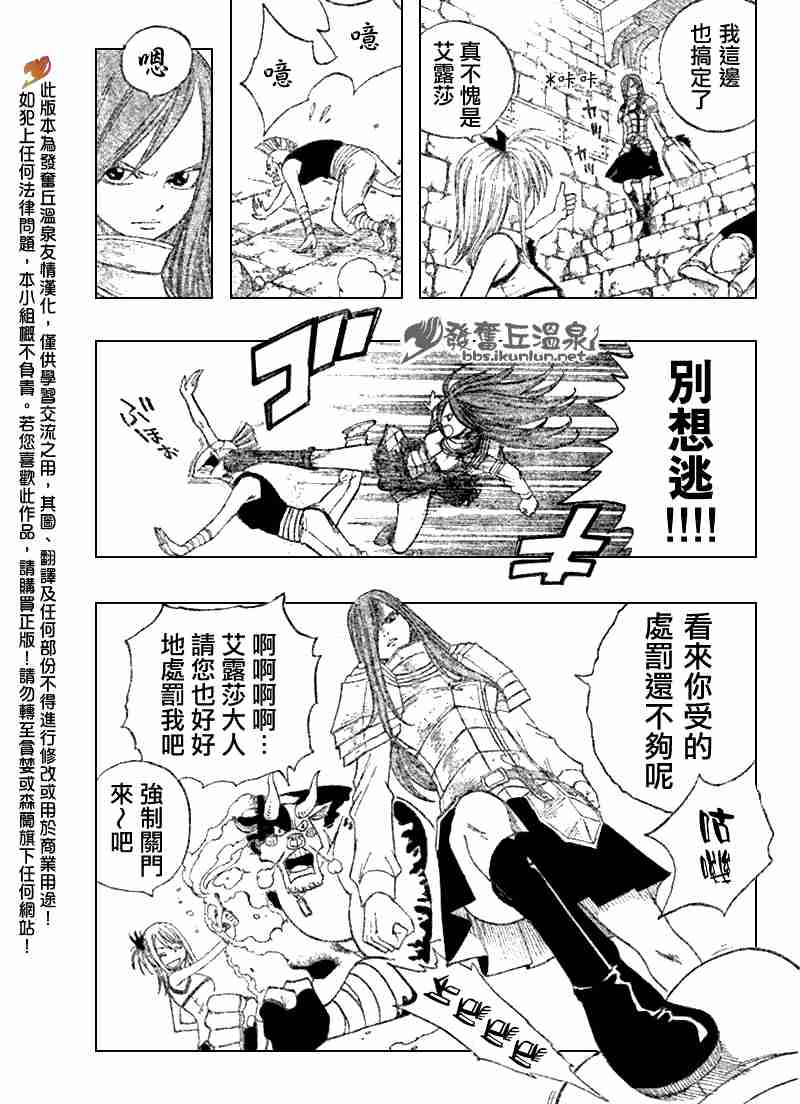 我這邊
也搞定了
*咔咔
真不愧是
艾露莎
噫
噫
嗯
別想逃
!!!!
發奮丘溫泉
bbs.ikunlun.net
看來你受的
處罰還不夠呢
啊啊啊啊…
艾露莎大人
請您也好好
地處罰我吧
強制關門
來～吧
此版本為發奮丘溫泉友情漢化，僅供學習交流之用，其圖、翻譯及任何部份不得進行修改或用於商業用途！
如犯上任何法律問題，本小組概不負責。若您喜歡此作品，請購買正版！請勿轉至貪婪或森蘭旗下任何網站！